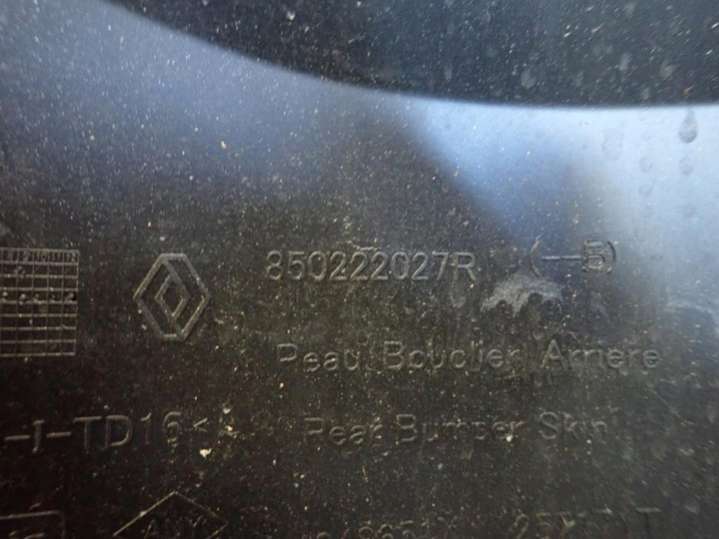 850222027R (--B)
Peau Bouclier Arriere
-I-TD16<
Rear Bumper Skin